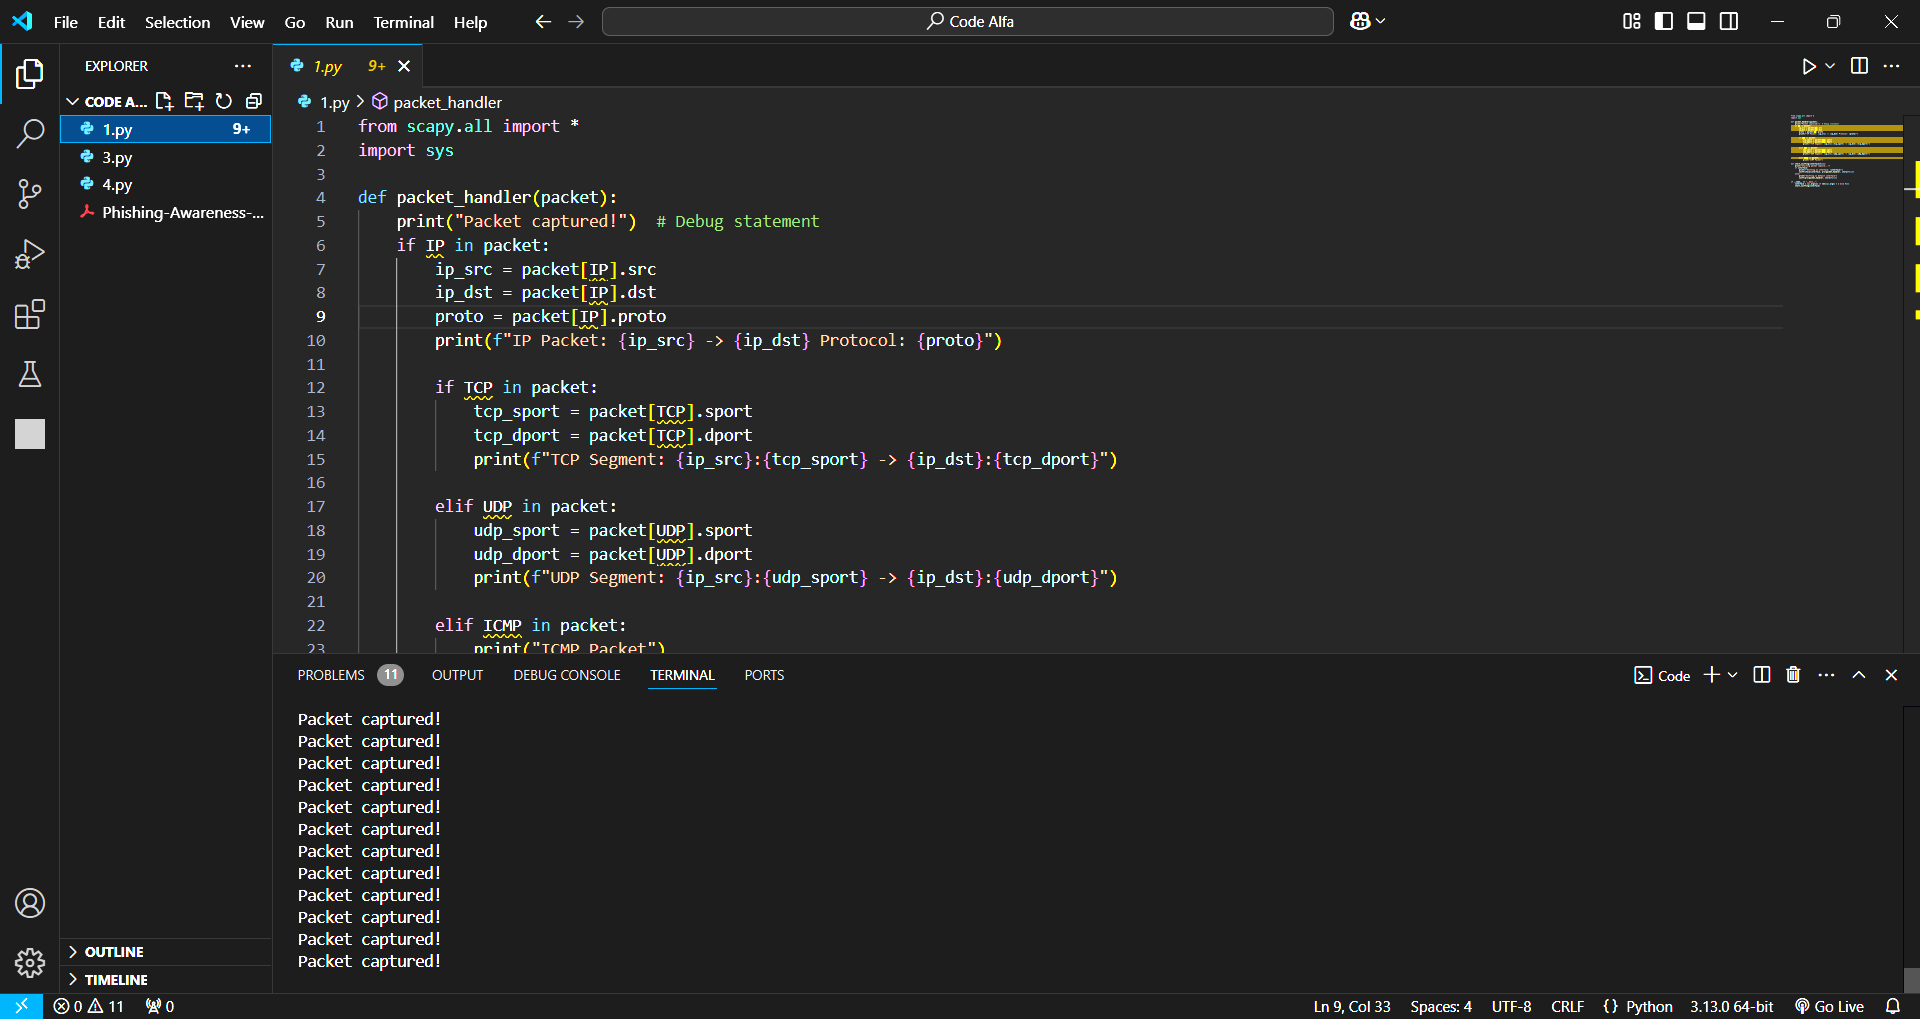 File Edit Selection View Go Run Terminal Help
Code Alfa
EXPLORER
CODE A...
1.py 9+
3.py
4.py
Phishing-Awareness-...
OUTLINE
TIMELINE
1.py 9+
1.py packet_handler
1 from scapy.all import *
2 import sys
3
4 def packet_handler(packet):
5 print("Packet captured!") # Debug statement
6 if IP in packet:
7 ip_src = packet[IP].src
8 ip_dst = packet[IP].dst
9 proto = packet[IP].proto
10 print(f"IP Packet: {ip_src} -> {ip_dst} Protocol: {proto}")
11
12 if TCP in packet:
13 tcp_sport = packet[TCP].sport
14 tcp_dport = packet[TCP].dport
15 print(f"TCP Segment: {ip_src}:{tcp_sport} -> {ip_dst}:{tcp_dport}")
16
17 elif UDP in packet:
18 udp_sport = packet[UDP].sport
19 udp_dport = packet[UDP].dport
20 print(f"UDP Segment: {ip_src}:{udp_sport} -> {ip_dst}:{udp_dport}")
21
22 elif ICMP in packet:
23 print("ICMP Packet")
PROBLEMS 11 OUTPUT DEBUG CONSOLE TERMINAL PORTS
Code
Packet captured!
Packet captured!
Packet captured!
Packet captured!
Packet captured!
Packet captured!
Packet captured!
Packet captured!
Packet captured!
Packet captured!
Packet captured!
Packet captured!
0 11 0
Ln 9, Col 33 Spaces: 4 UTF-8 CRLF {} Python 3.13.0 64-bit Go Live